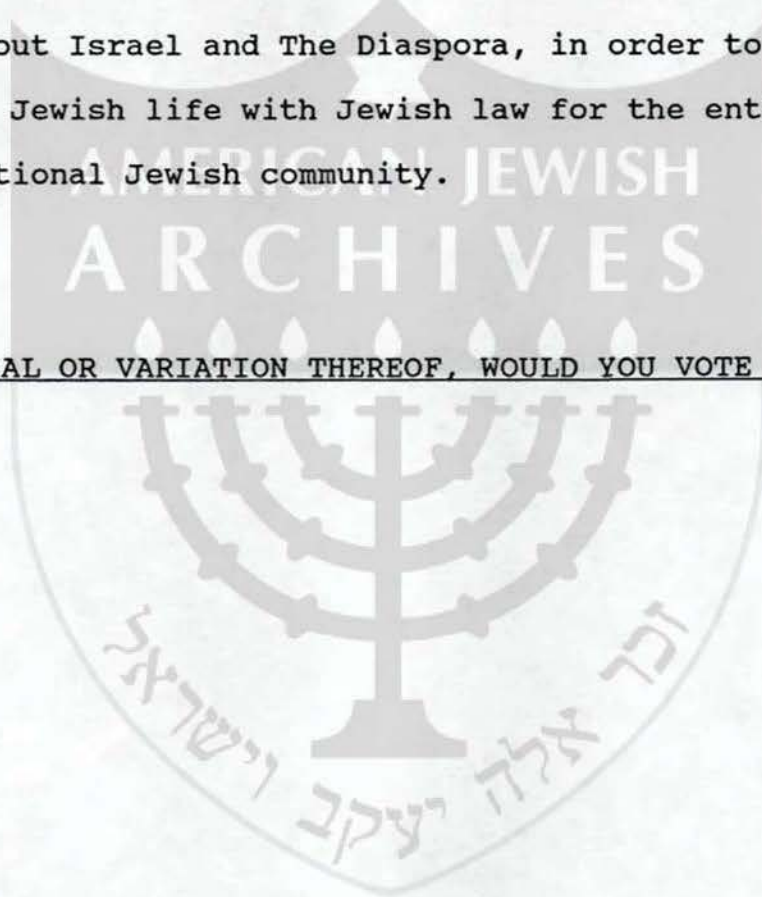 out Israel and The Diaspora, in order to
Jewish life with Jewish law for the ent
tional Jewish community.
AMERICAN JEWISH
ARCHIVES
AL OR VARIATION THEREOF, WOULD YOU VOTE
זכר אלה יעקב וישראל